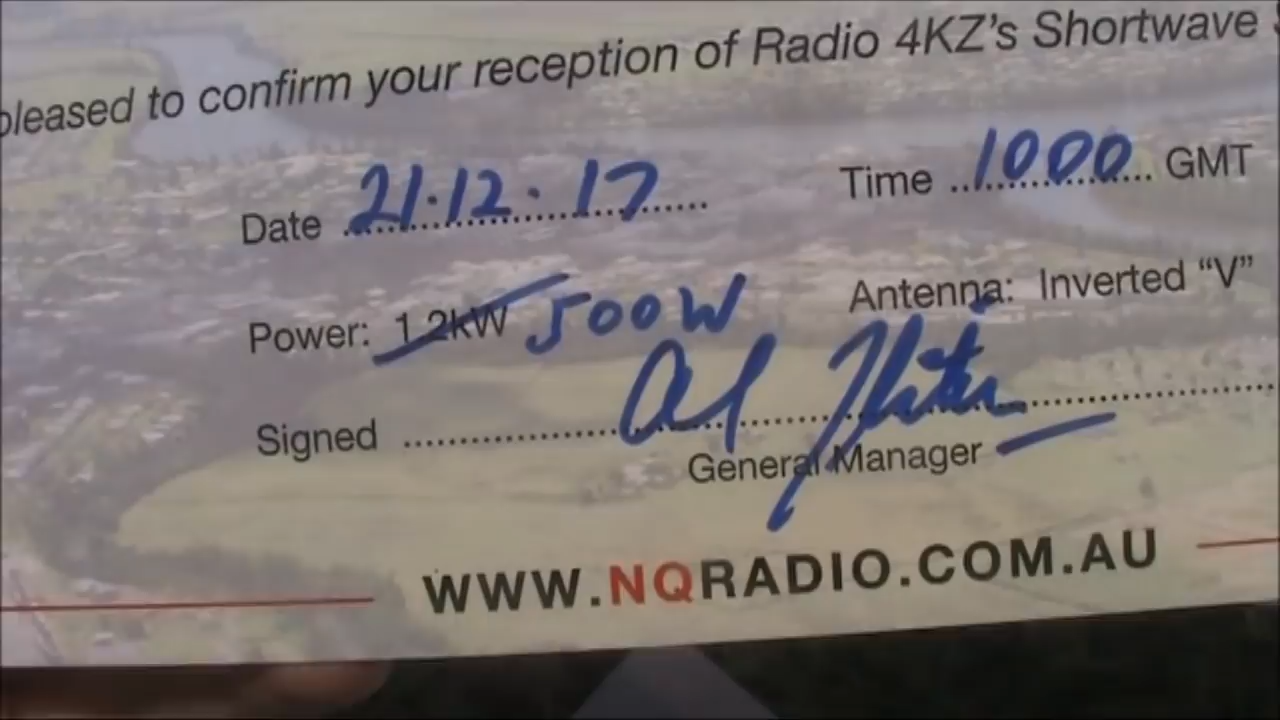 pleased to confirm your reception of Radio 4KZ's Shortwave
Date 21.12.17 Time 1000 GMT
Power: 1.2kW 500W Antenna: Inverted “V”
Signed
General Manager
WWW.NQRADIO.COM.AU